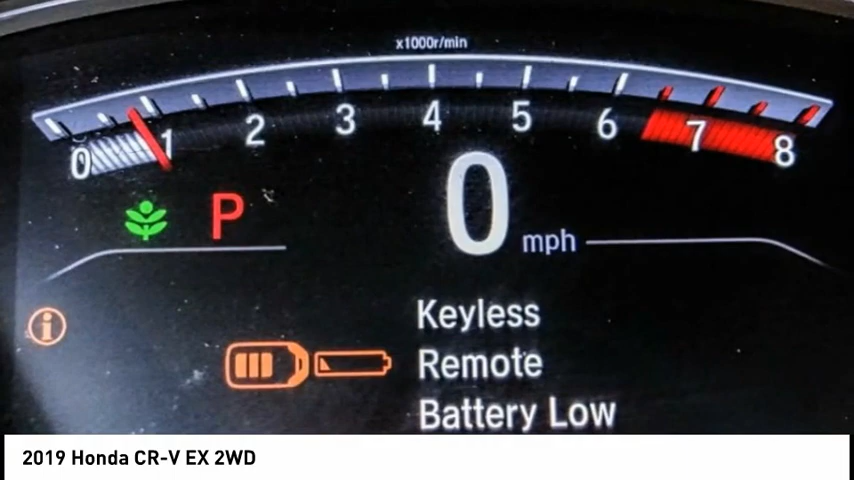 x1000r/min
0 1 2 3 4 5 6 7 8
P
0 mph
Keyless
Remote
Battery Low
2019 Honda CR-V EX 2WD